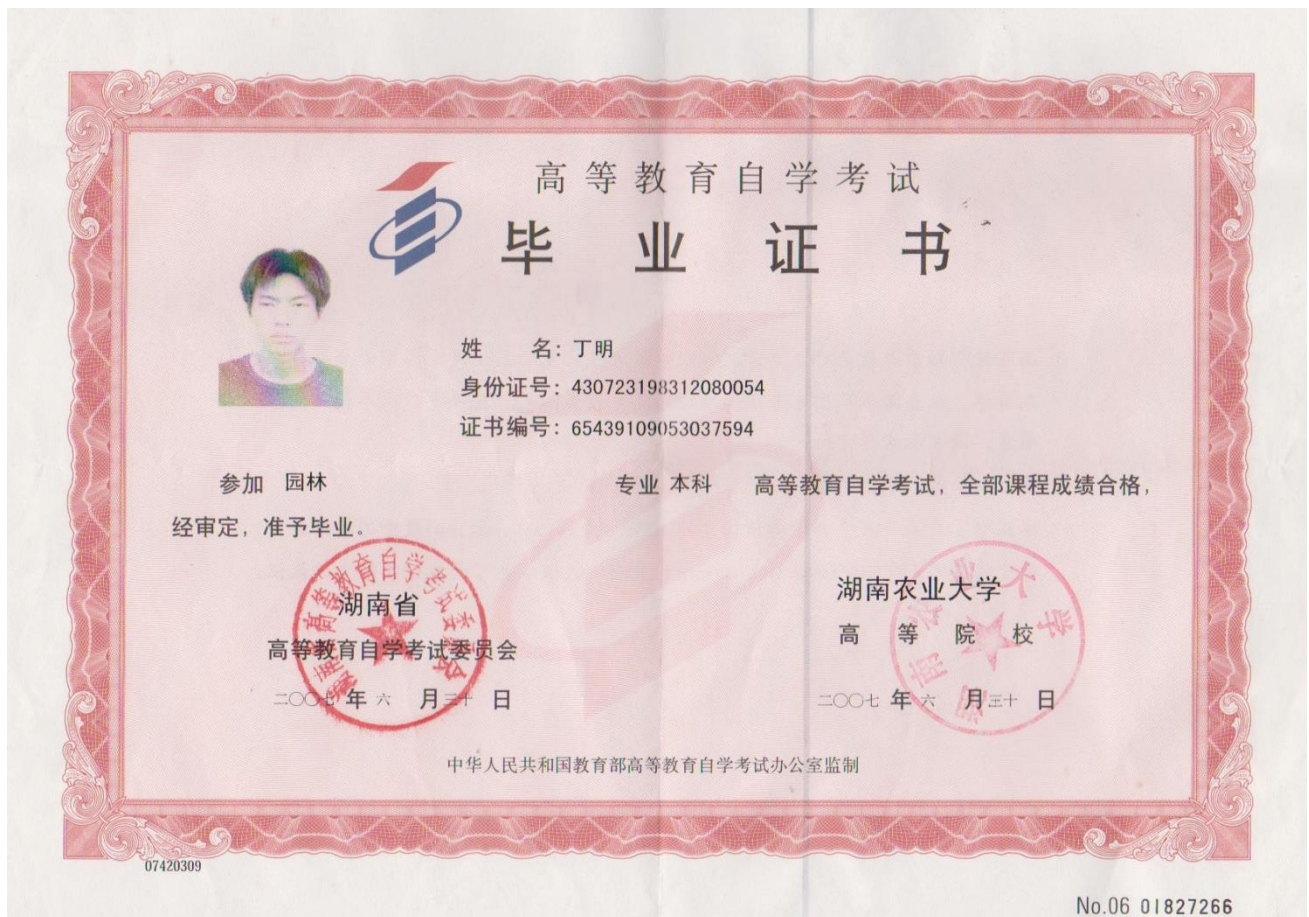 高等教育自学考试
毕业证书
姓 名：丁明
身份证号：430723198312080054
证书编号：65439109053037594
参加 园林 专业 本科 高等教育自学考试，全部课程成绩合格，
经审定，准予毕业。
湖南省
高等教育自学考试委员会
二〇〇七 年 六 月 三十 日
湖南农业大学
高等院校
二〇〇七 年 六 月 三十 日
中华人民共和国教育部高等教育自学考试办公室监制
07420309
No.06 01827266